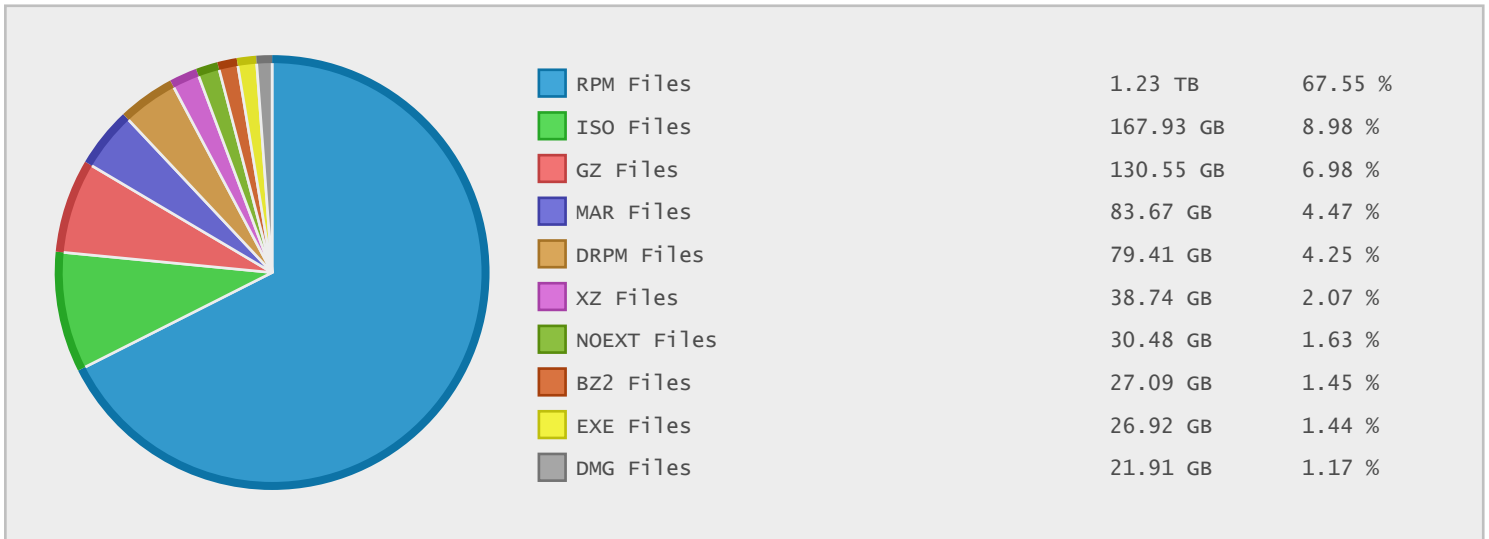 RPM Files 1.23 TB 67.55 %
ISO Files 167.93 GB 8.98 %
GZ Files 130.55 GB 6.98 %
MAR Files 83.67 GB 4.47 %
DRPM Files 79.41 GB 4.25 %
XZ Files 38.74 GB 2.07 %
NOEXT Files 30.48 GB 1.63 %
BZ2 Files 27.09 GB 1.45 %
EXE Files 26.92 GB 1.44 %
DMG Files 21.91 GB 1.17 %